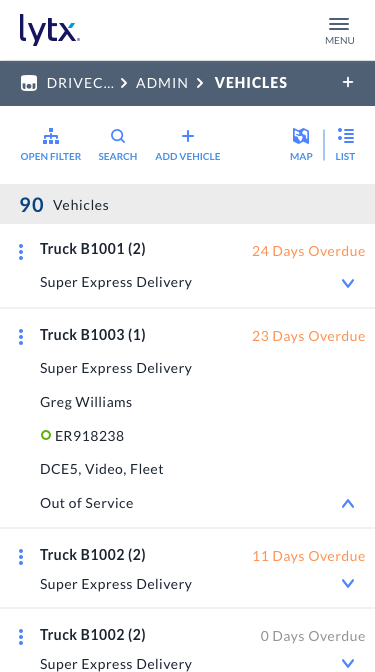 lytx
MENU
DRIVEC... > ADMIN > VEHICLES +
OPEN FILTER SEARCH ADD VEHICLE MAP LIST
90 Vehicles
Truck B1001 (2) 24 Days Overdue
Super Express Delivery
Truck B1003 (1) 23 Days Overdue
Super Express Delivery
Greg Williams
ER918238
DCE5, Video, Fleet
Out of Service
Truck B1002 (2) 11 Days Overdue
Super Express Delivery
Truck B1002 (2) 0 Days Overdue
Super Express Delivery